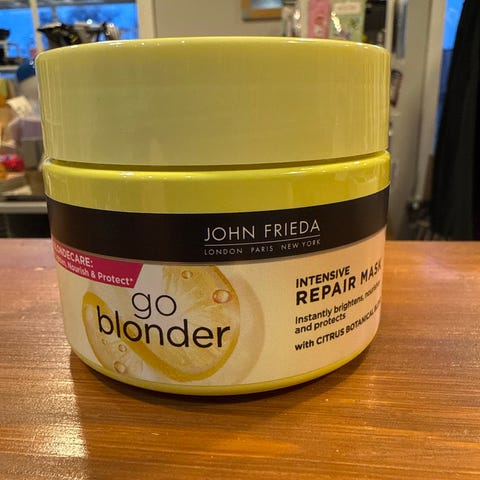 JOHN FRIEDA
LONDON PARIS NEW YORK
Nourish & Protect*
go
blonder
INTENSIVE
REPAIR MASK
Instantly brightens,
and protects
with CITRUS BOTANICAL